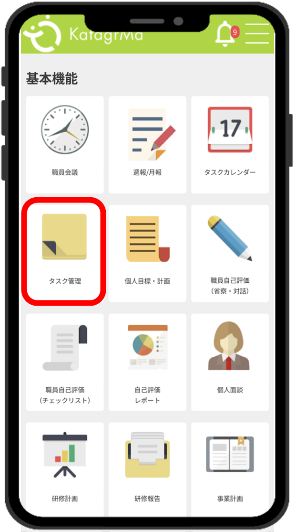 KatagrMa
9
基本機能
17
職員会議
週報/月報
タスクカレンダー
タスク管理
個人目標・計画
職員自己評価
(省察・対話)
職員自己評価
(チェックリスト)
自己評価
レポート
個人面談
研修計画
研修報告
事業計画